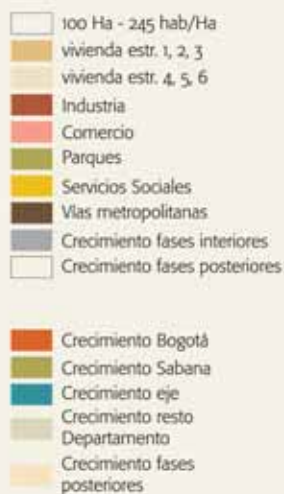 100 Ha - 245 hab/Ha
vivienda estr. 1, 2, 3
vivienda estr. 4, 5, 6
Industria
Comercio
Parques
Servicios Sociales
Vías metropolitanas
Crecimiento fases interiores
Crecimiento fases posteriores
Crecimiento Bogotá
Crecimiento Sabana
Crecimiento eje
Crecimiento resto
Departamento
Crecimiento fases
posteriores